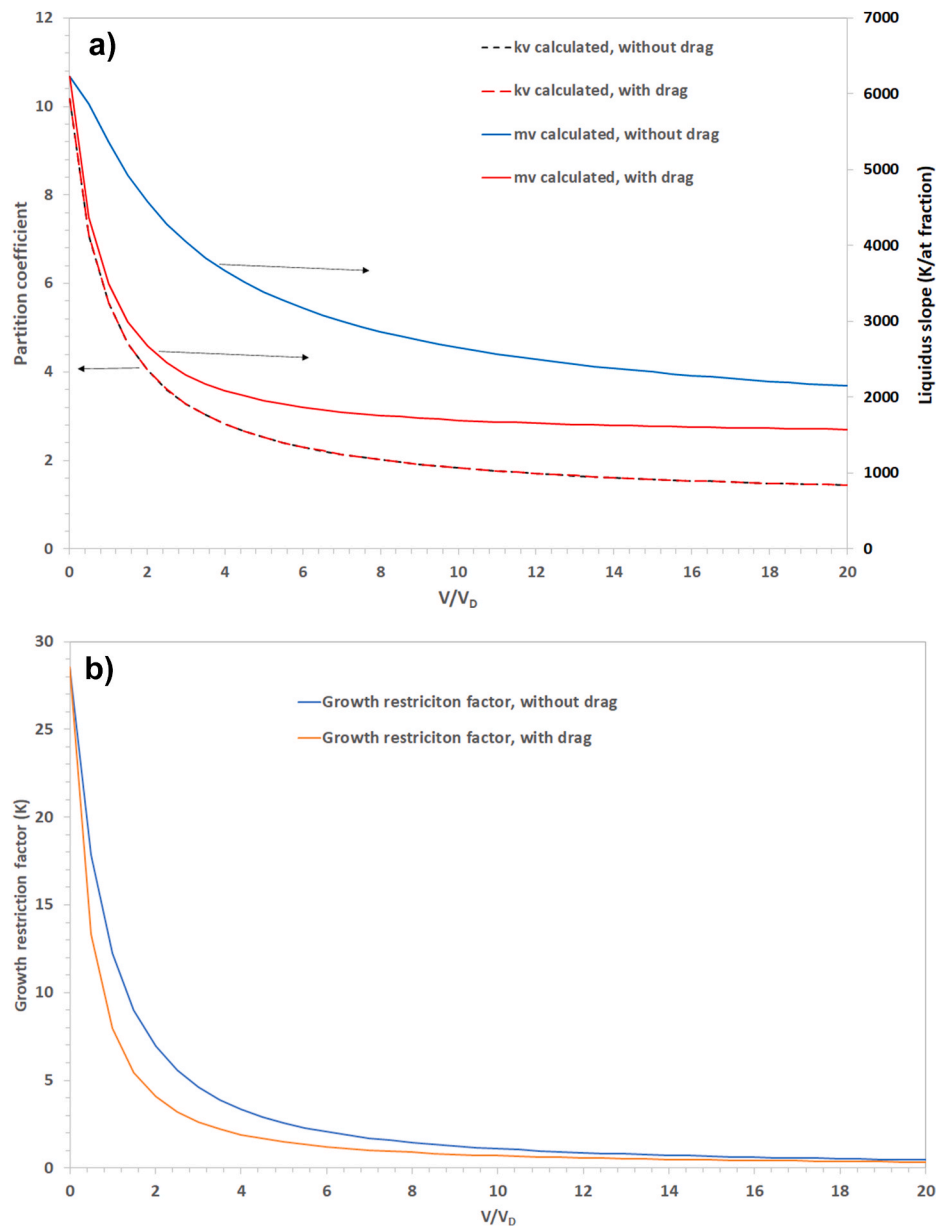 a)
12
10
8
6
4
2
0
Partition coefficient
kv calculated, without drag
kv calculated, with drag
mv calculated, without drag
mv calculated, with drag
7000
6000
5000
4000
3000
2000
1000
0
Liquidus slope (K/at fraction)
0 2 4 6 8 10 12 14 16 18 20
V/VD
b)
30
25
20
15
10
5
0
Growth restriction factor (K)
Growth restriciton factor, without drag
Growth restriciton factor, with drag
0 2 4 6 8 10 12 14 16 18 20
V/VD